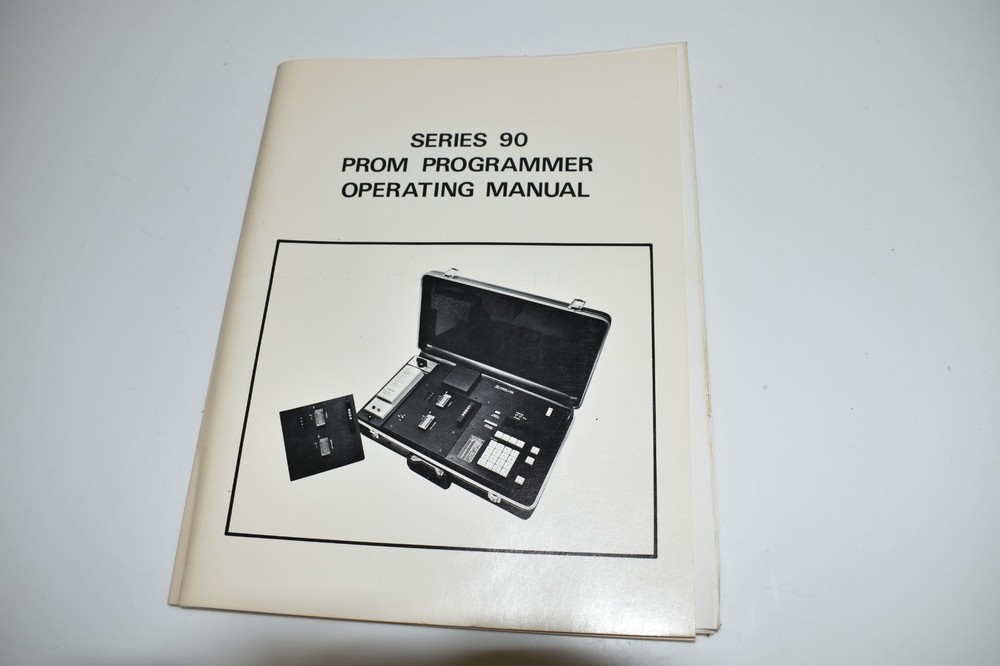 SERIES 90
PROM PROGRAMMER
OPERATING MANUAL